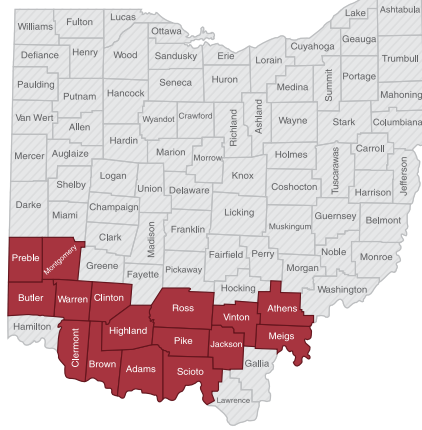 Williams
Fulton
Lucas
Ottawa
Lake
Ashtabula
Geauga
Cuyahoga
Defiance
Henry
Wood
Sandusky
Erie
Lorain
Trumbull
Paulding
Putnam
Hancock
Seneca
Huron
Medina
Summit
Portage
Mahoning
Van Wert
Allen
Wyandot
Crawford
Richland
Ashland
Wayne
Stark
Columbiana
Mercer
Auglaize
Hardin
Marion
Morrow
Holmes
Tuscarawas
Carroll
Jefferson
Shelby
Logan
Union
Delaware
Knox
Coshocton
Harrison
Darke
Miami
Champaign
Licking
Guernsey
Belmont
Muskingum
Clark
Madison
Franklin
Fairfield
Perry
Noble
Monroe
Preble
Montgomery
Greene
Fayette
Pickaway
Hocking
Morgan
Washington
Butler
Warren
Clinton
Ross
Vinton
Athens
Hamilton
Clermont
Highland
Pike
Jackson
Meigs
Brown
Adams
Scioto
Gallia
Lawrence